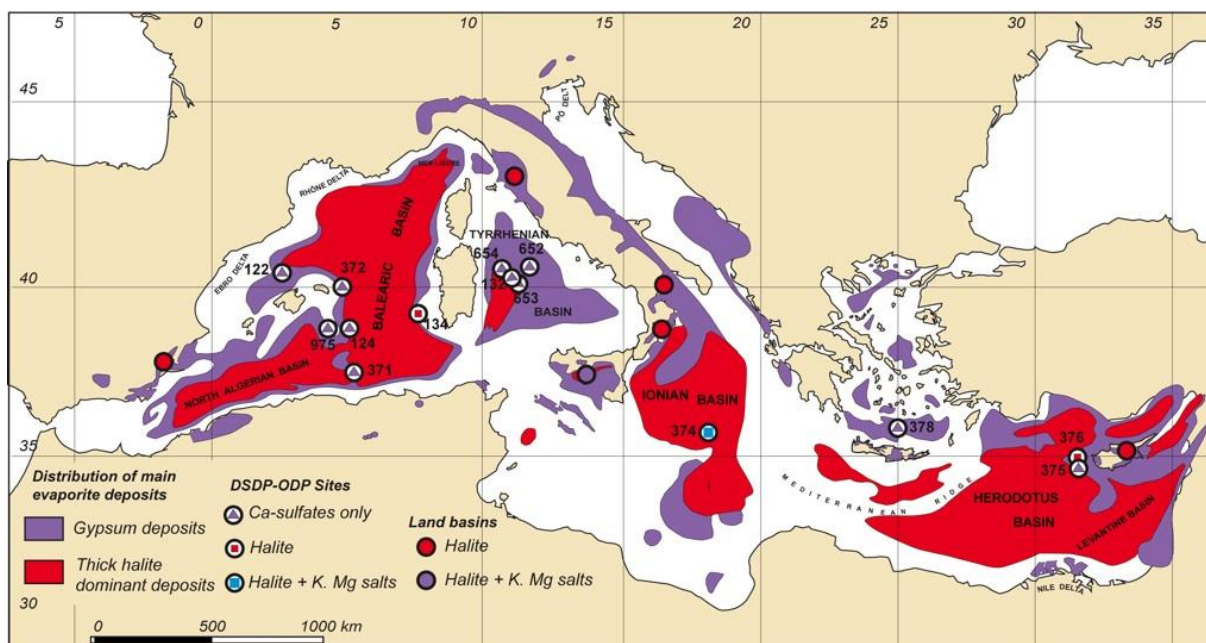 5 0 5 10 15 20 25 30 35
45
40
35
30
PO DELT
MER LIGURE
RHÔNE DELTA
EBRO DELTA
BALEARIC BASIN
NORTH ALGERIAN BASIN
TYRRHENIAN
BASIN
122
372
975
124
371
134
654
652
132
653
IONIAN
BASIN
374
378
376
375
MEDITERRANEAN RIDGE
HERODOTUS
BASIN
LEVANTINE BASIN
NILE DELTA
Distribution of main
evaporite deposits
Gypsum deposits
Thick halite
dominant deposits
DSDP-ODP Sites
Ca-sulfates only
Halite
Halite + K. Mg salts
Land basins
Halite
Halite + K. Mg salts
0 500 1000 km